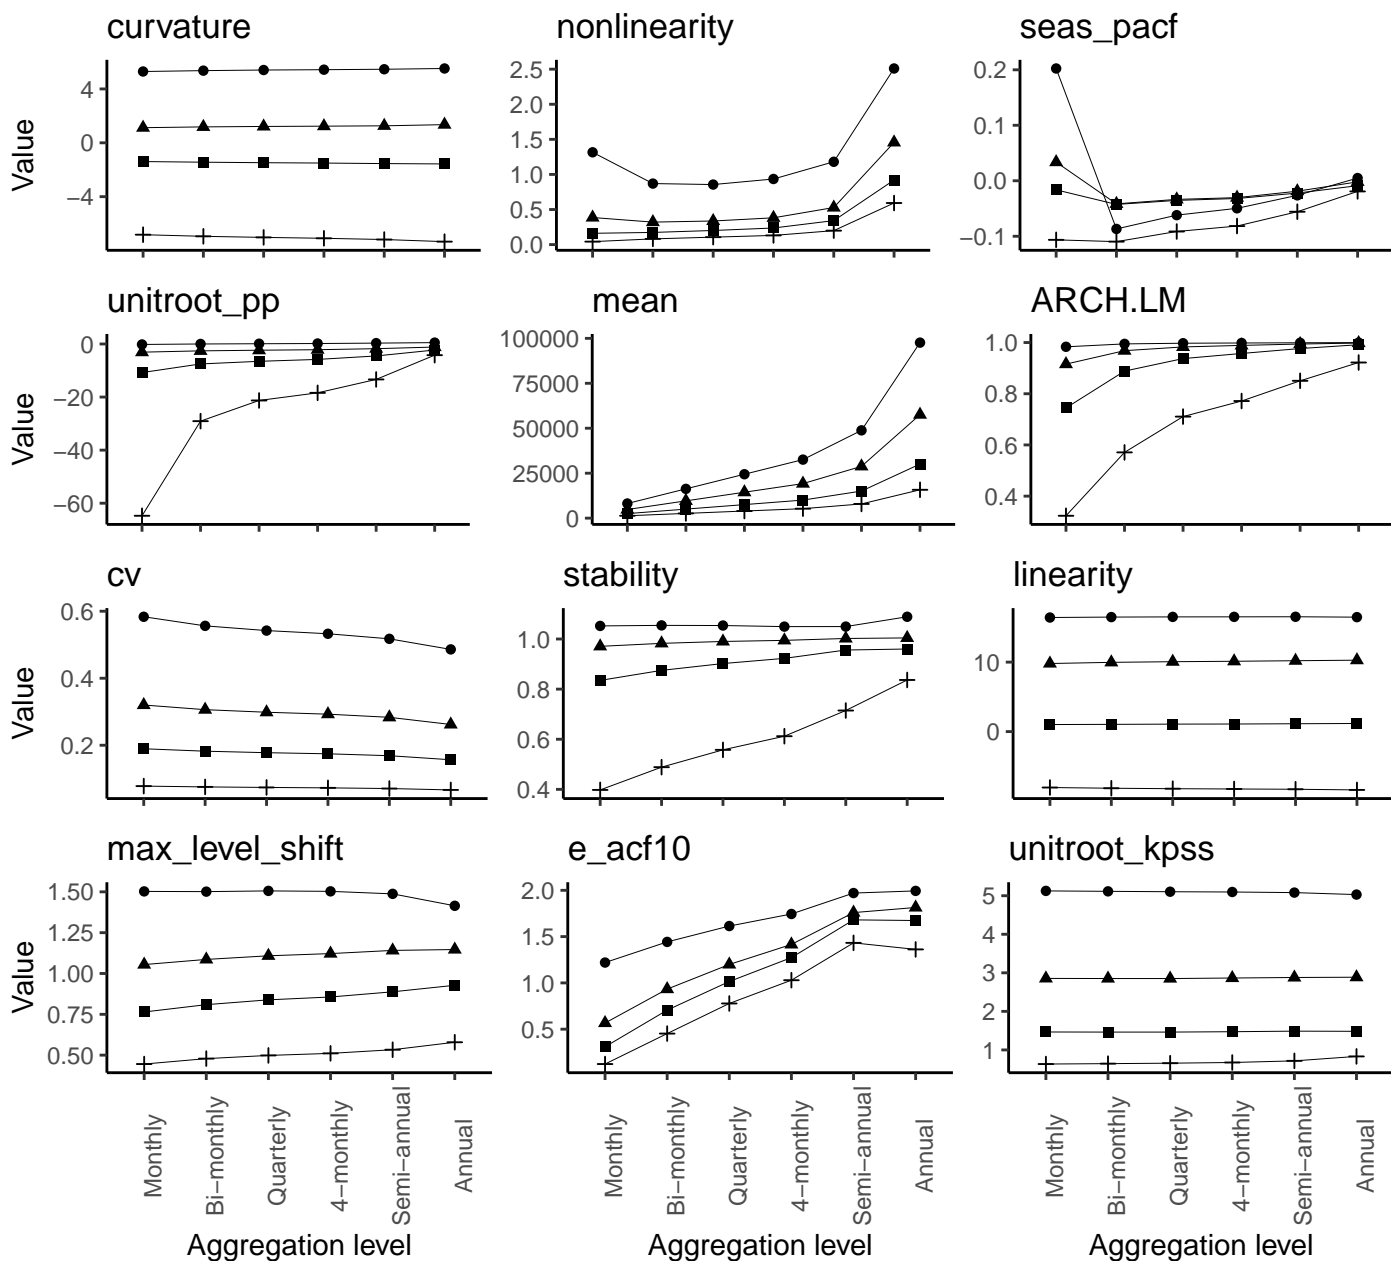 curvature
nonlinearity
seas_pacf
Value
4
0
−4
2.5
2.0
1.5
1.0
0.5
0.0
0.2
0.1
0.0
−0.1
unitroot_pp
mean
ARCH.LM
Value
0
−20
−40
−60
100000
75000
50000
25000
0
1.0
0.8
0.6
0.4
cv
stability
linearity
Value
0.6
0.4
0.2
1.0
0.8
0.6
0.4
10
0
max_level_shift
e_acf10
unitroot_kpss
Value
1.50
1.25
1.00
0.75
0.50
2.0
1.5
1.0
0.5
5
4
3
2
1
Monthly
Bi−monthly
Quarterly
4−monthly
Semi−annual
Annual
Monthly
Bi−monthly
Quarterly
4−monthly
Semi−annual
Annual
Monthly
Bi−monthly
Quarterly
4−monthly
Semi−annual
Annual
Aggregation level
Aggregation level
Aggregation level